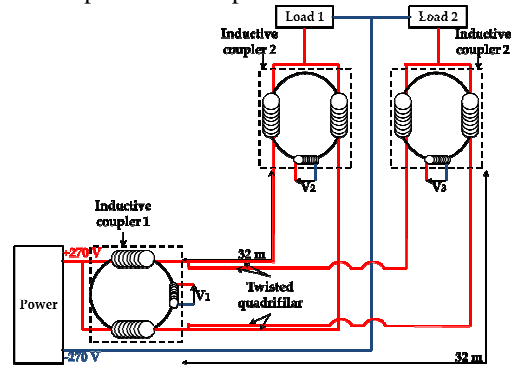 Load 1
Load 2
Inductive
coupler 2
Inductive
coupler 2
V2
V3
Inductive
coupler 1
+270 V
32 m
V1
Twisted
quadrifilar
Power
-270 V
32 m